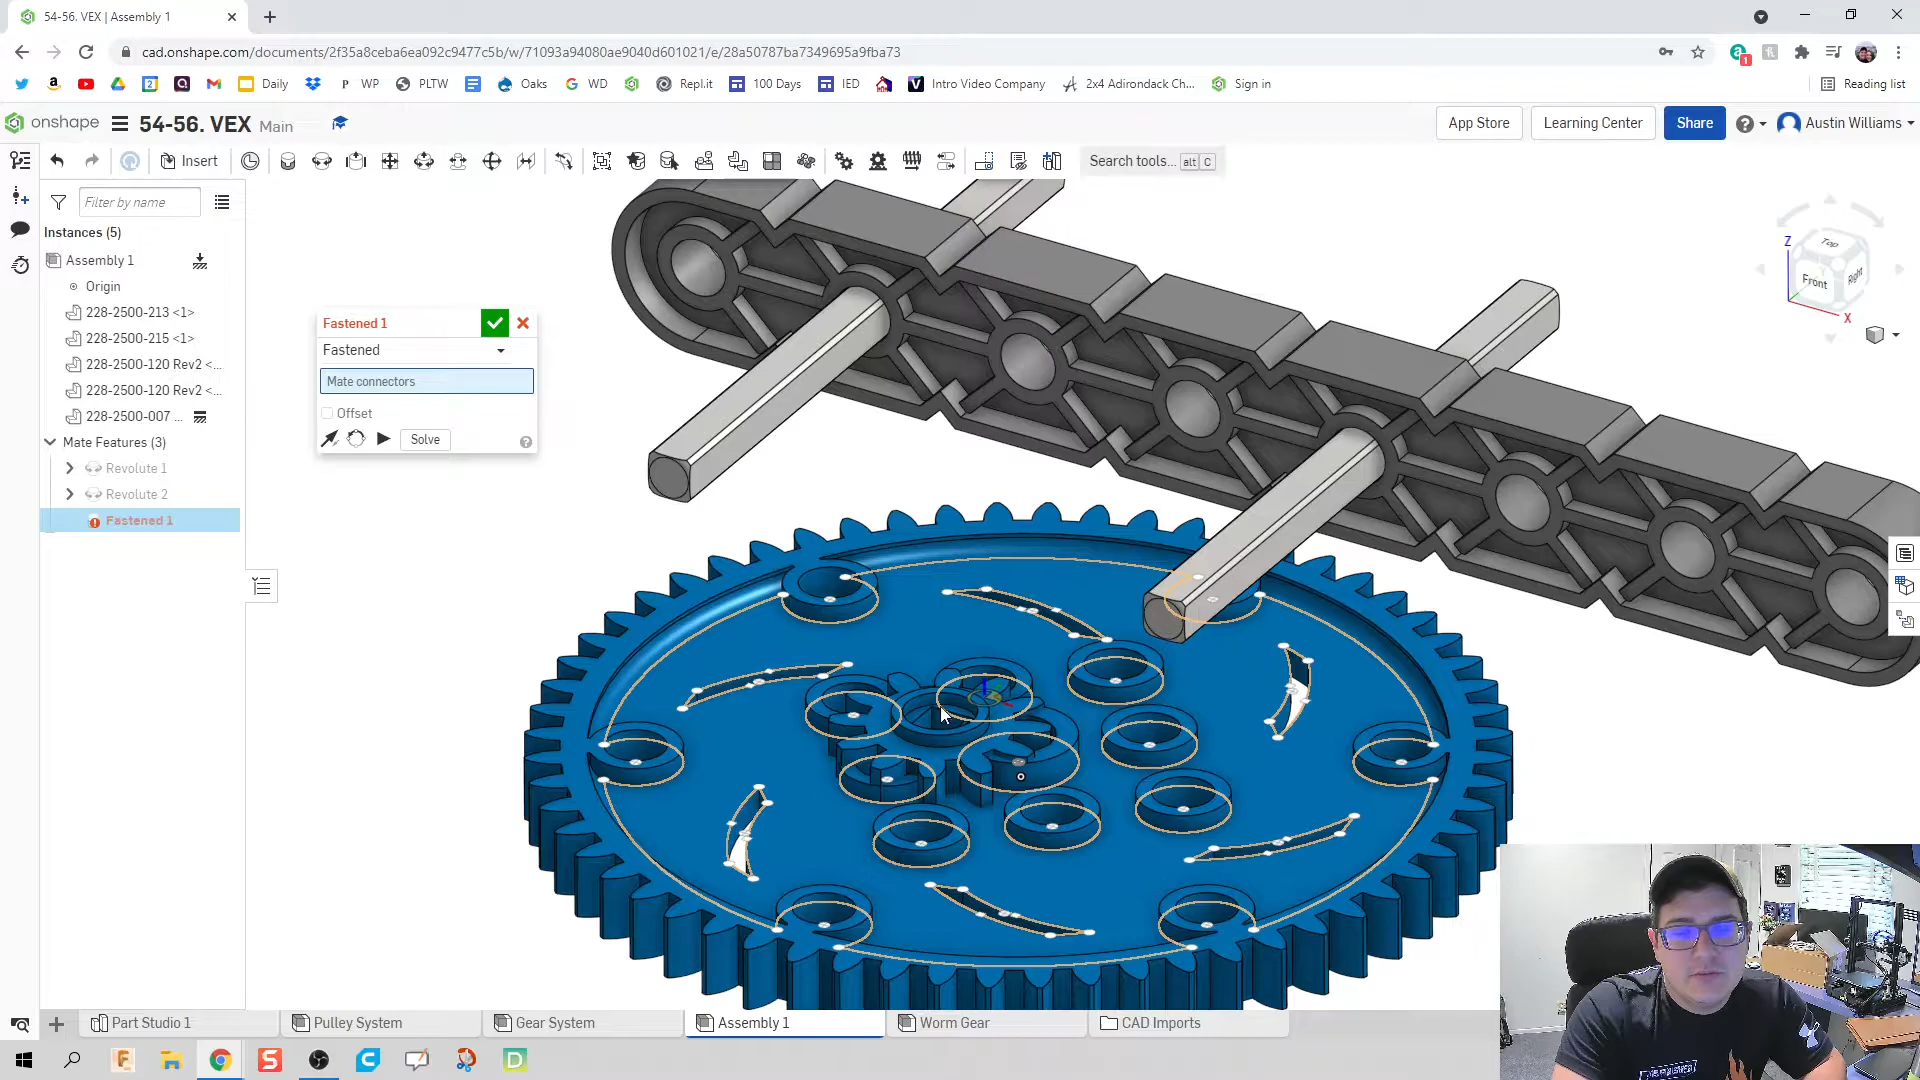 54-56. VEX | Assembly 1
cad.onshape.com/documents/2f35a8ceba6ea092c9477c5b/w/71093a94080ae9040d601021/e/28a50787ba7349695a9fba73
Daily
WP
PLTW
Oaks
WD
Repl.it
100 Days
IED
Intro Video Company
2x4 Adirondack Ch...
Sign in
Reading list
onshape
54-56. VEX Main
App Store
Learning Center
Share
Austin Williams
Insert
Search tools... alt C
Filter by name
Instances (5)
Assembly 1
Origin
228-2500-213 <1>
228-2500-215 <1>
228-2500-120 Rev2 <...
228-2500-120 Rev2 <...
228-2500-007 ...
Mate Features (3)
Revolute 1
Revolute 2
Fastened 1
Fastened 1
Fastened
Mate connectors
Offset
Solve
Z
Top
Front
Right
X
Part Studio 1
Pulley System
Gear System
Assembly 1
Worm Gear
CAD Imports